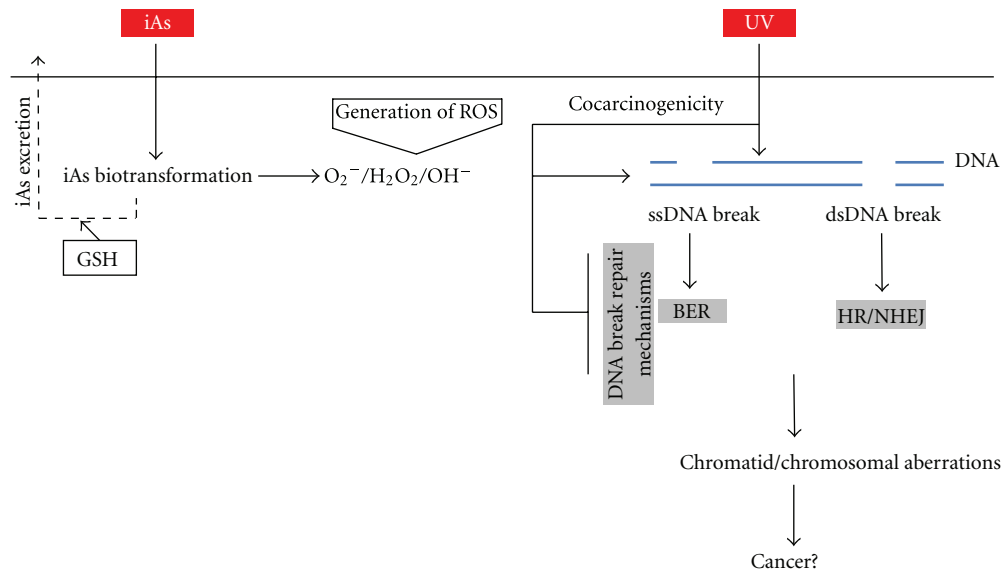 iAs
UV
iAs excretion
Generation of ROS
Cocarcinogenicity
iAs biotransformation
O₂⁻/H₂O₂/OH⁻
DNA
ssDNA break
dsDNA break
GSH
DNA break repair
mechanisms
BER
HR/NHEJ
Chromatid/chromosomal aberrations
Cancer?